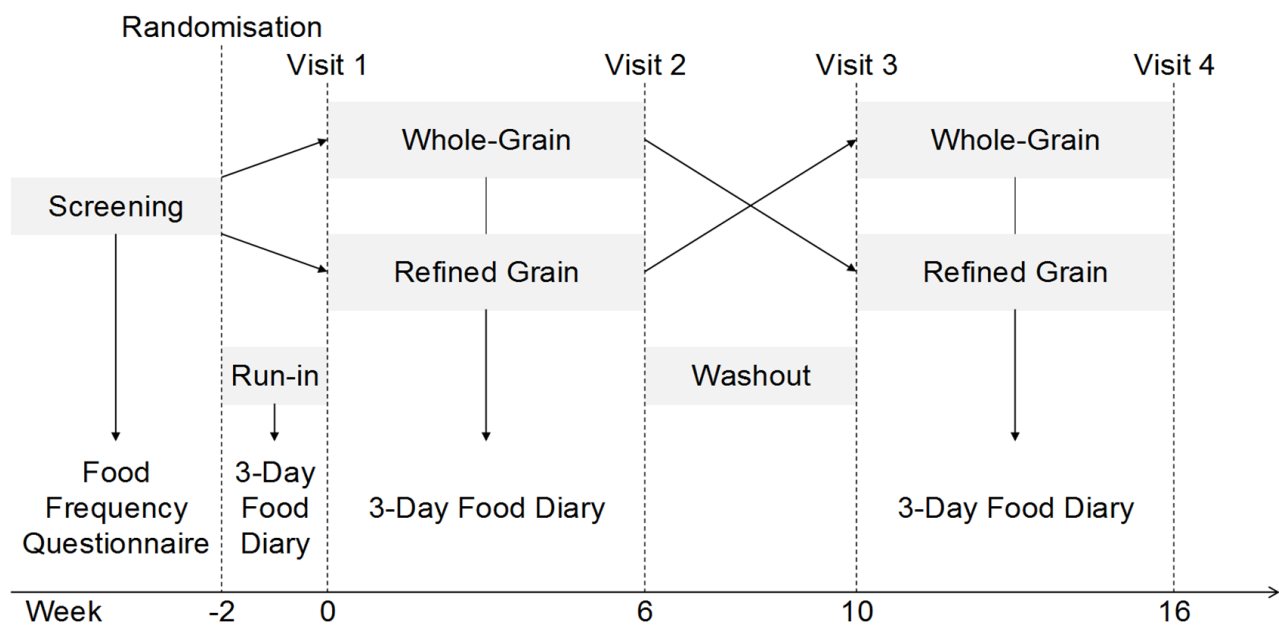 Randomisation
Visit 1
Visit 2
Visit 3
Visit 4
Whole-Grain
Whole-Grain
Screening
Refined Grain
Refined Grain
Run-in
Washout
Food
Frequency
Questionnaire
3-Day
Food
Diary
3-Day Food Diary
3-Day Food Diary
Week -2 0 6 10 16